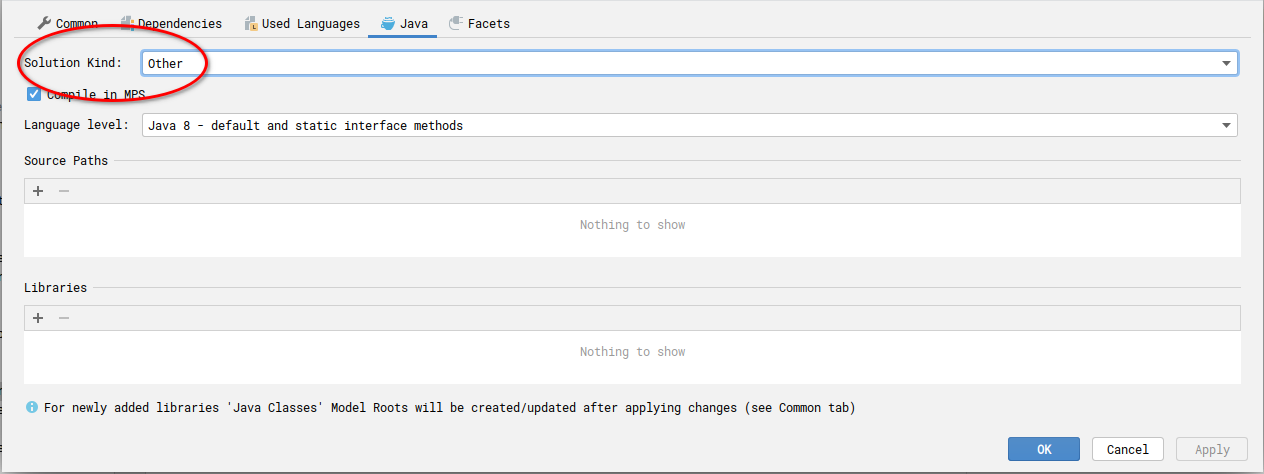 Common Dependencies Used Languages Java Facets
Solution Kind: Other
Compile in MPS
Language level: Java 8 - default and static interface methods
Source Paths
Nothing to show
Libraries
Nothing to show
For newly added libraries 'Java Classes' Model Roots will be created/updated after applying changes (see Common tab)
OK Cancel Apply